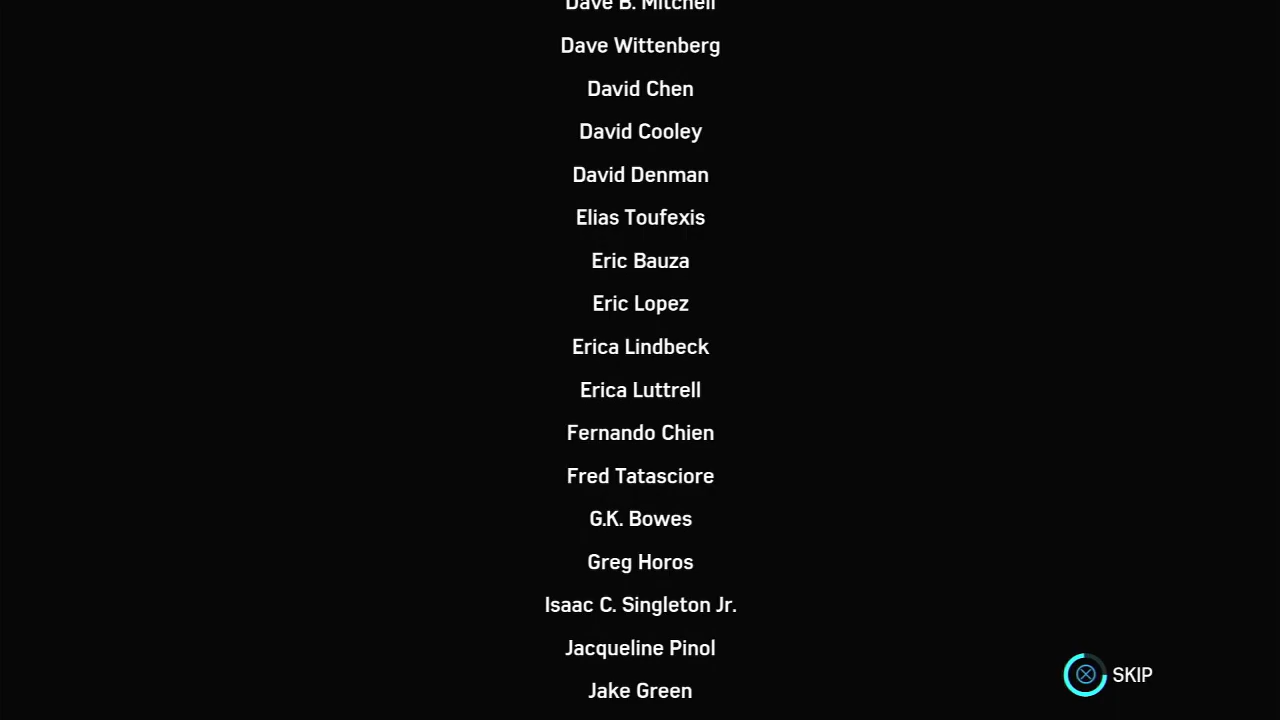 Dave B. Mitchell
Dave Wittenberg
David Chen
David Cooley
David Denman
Elias Toufexis
Eric Bauza
Eric Lopez
Erica Lindbeck
Erica Luttrell
Fernando Chien
Fred Tatasciore
G.K. Bowes
Greg Horos
Isaac C. Singleton Jr.
Jacqueline Pinol
Jake Green
SKIP